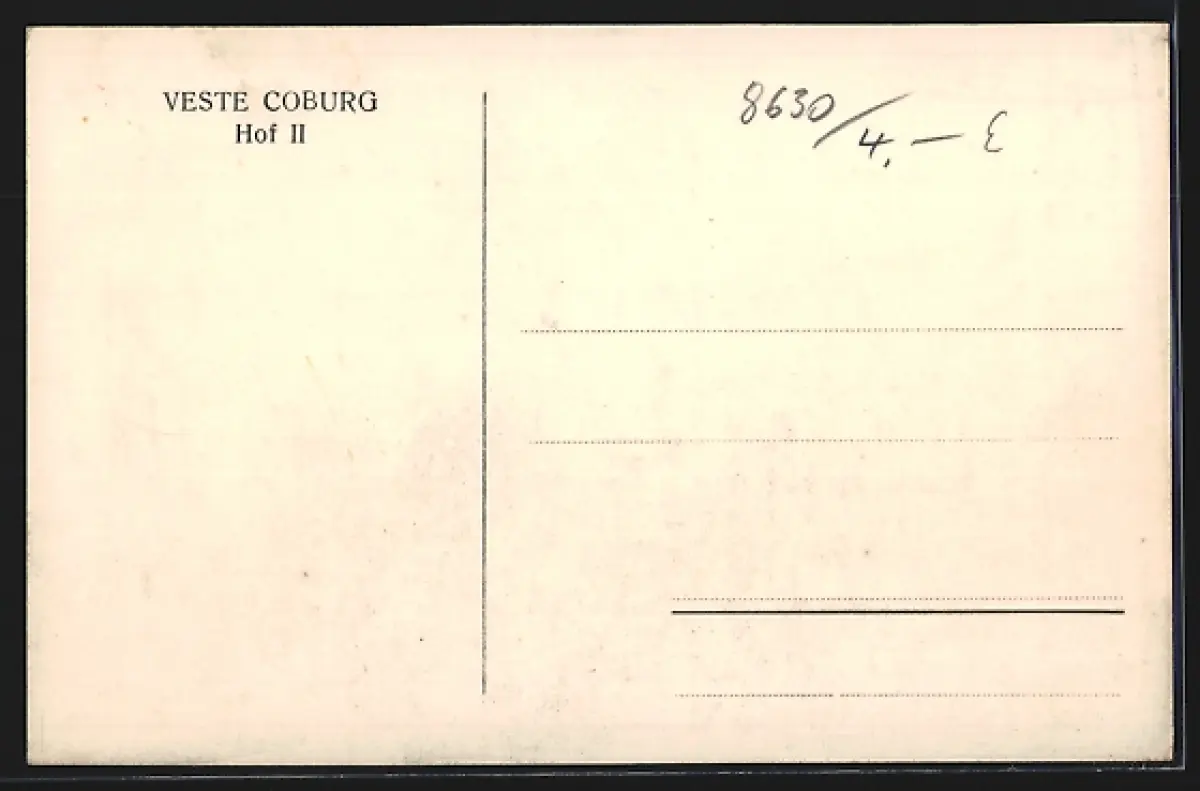 VESTE COBURG
Hof II
8630/4.— E